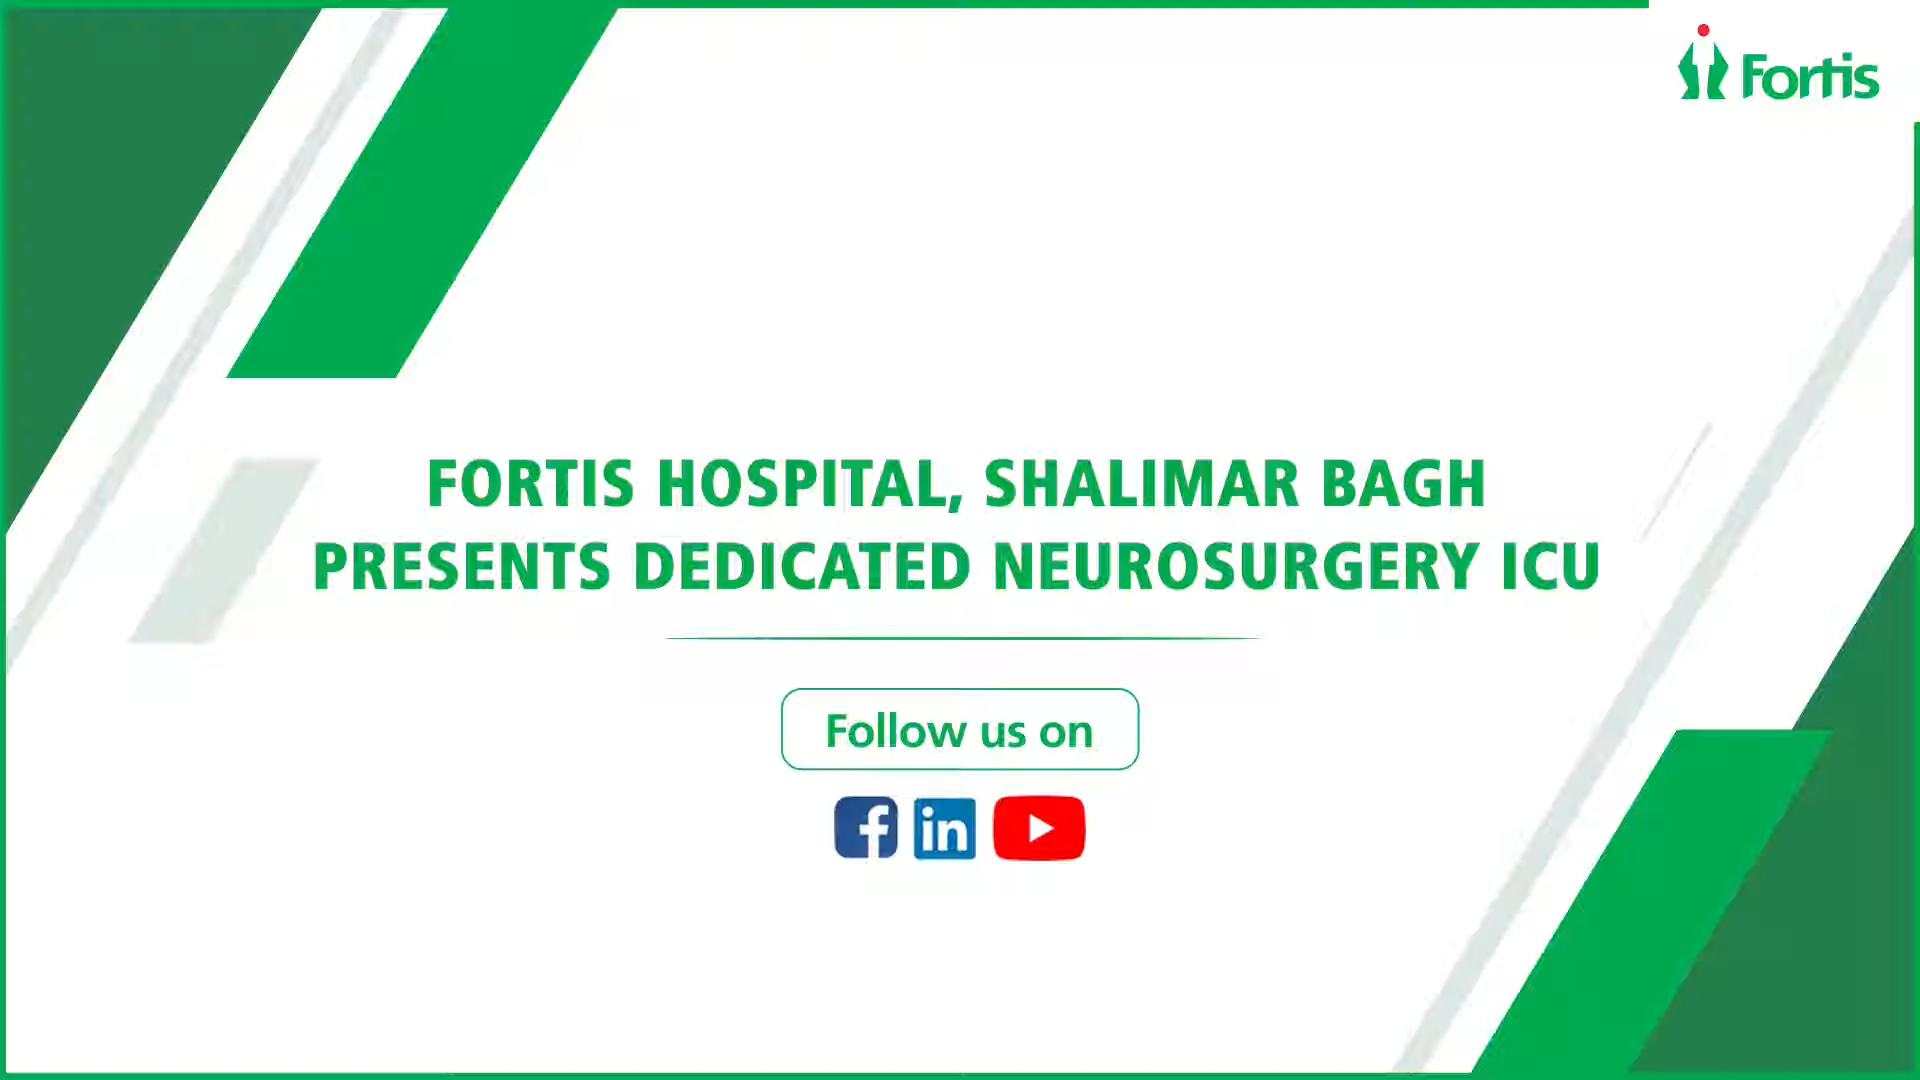 Fortis
FORTIS HOSPITAL, SHALIMAR BAGH
PRESENTS DEDICATED NEUROSURGERY ICU
Follow us on
f in